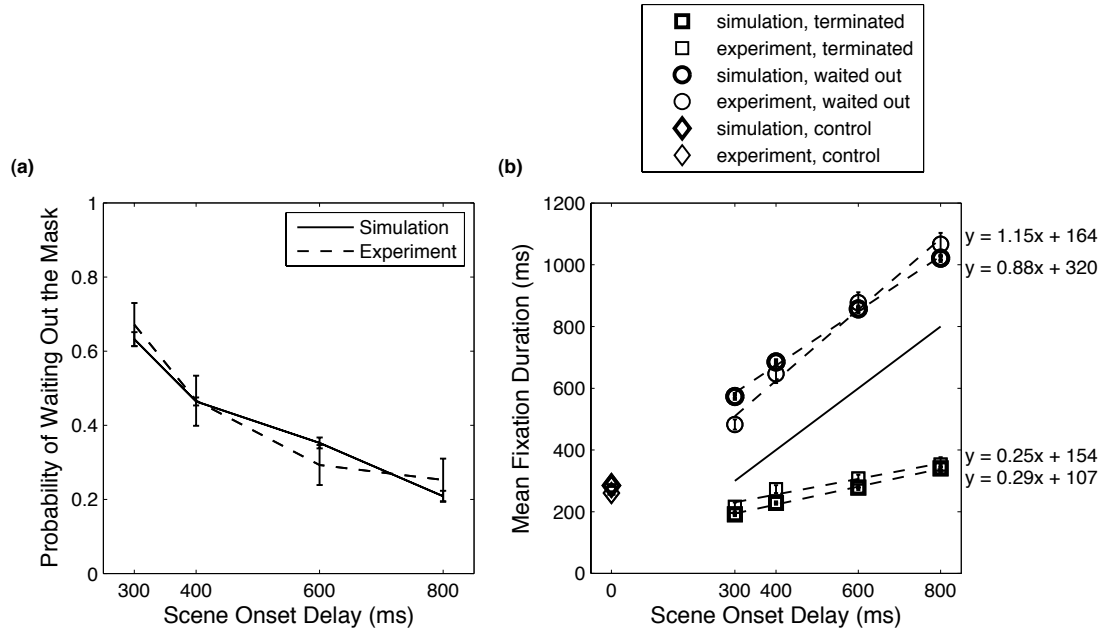 simulation, terminated
experiment, terminated
simulation, waited out
experiment, waited out
simulation, control
experiment, control
(a)
Probability of Waiting Out the Mask
1
0.8
0.6
0.4
0.2
0
Simulation
Experiment
300
400
600
800
Scene Onset Delay (ms)
(b)
Mean Fixation Duration (ms)
1200
1000
800
600
400
200
0
y = 1.15x + 164
y = 0.88x + 320
y = 0.25x + 154
y = 0.29x + 107
0
300
400
600
800
Scene Onset Delay (ms)